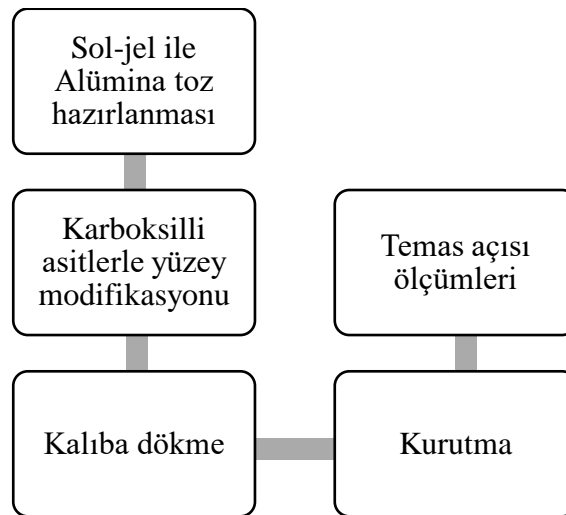 Sol-jel ile
Alümina toz
hazırlanması
Karboksilli
asitlerle yüzey
modifikasyonu
Kalıba dökme
Kurutma
Temas açısı
ölçümleri